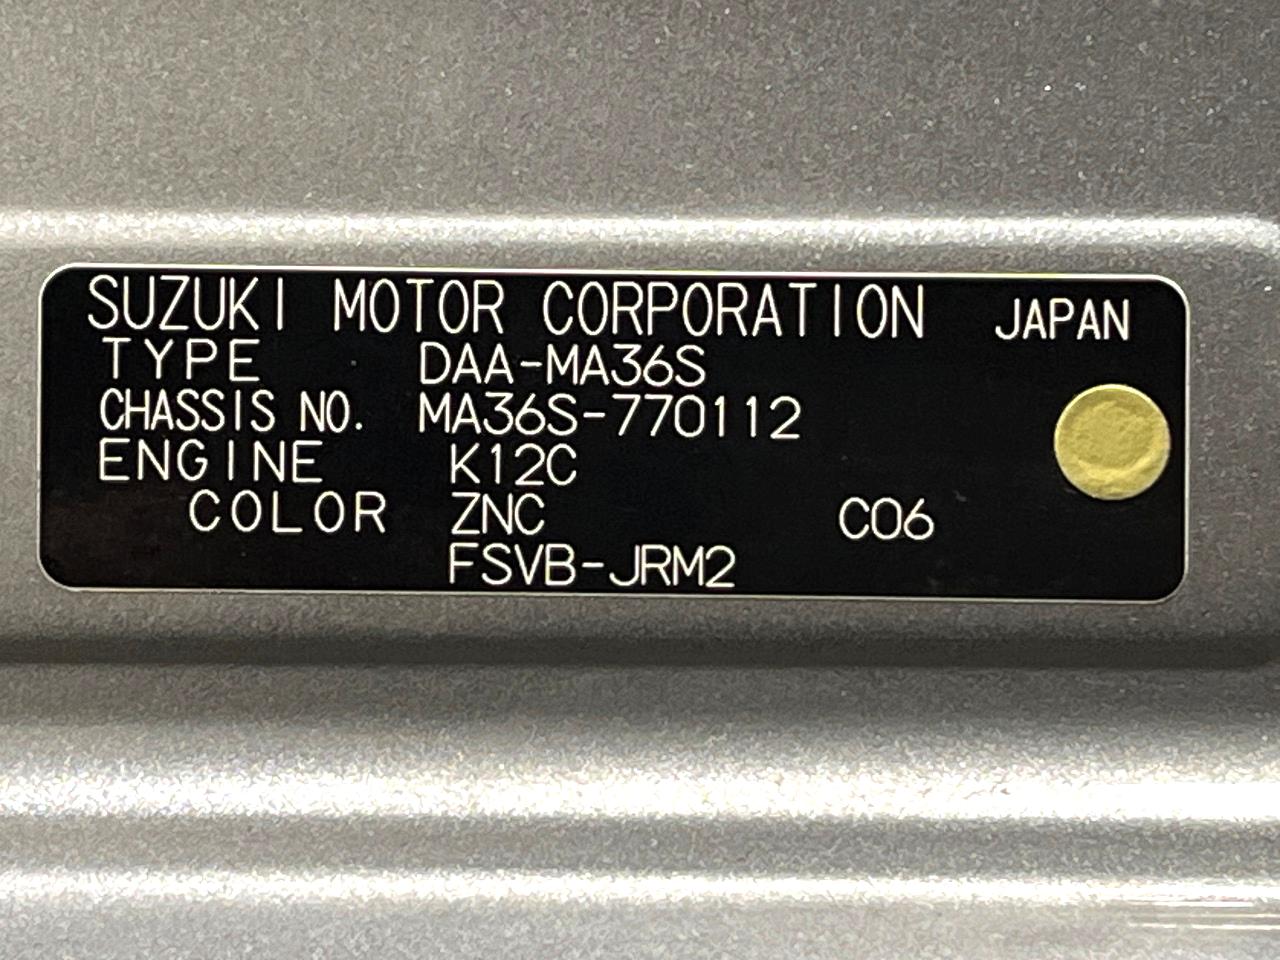 SUZUKI MOTOR CORPORATION JAPAN
TYPE DAA-MA36S
CHASSIS NO. MA36S-770112
ENGINE K12C
COLOR ZNC C06
FSVB-JRM2